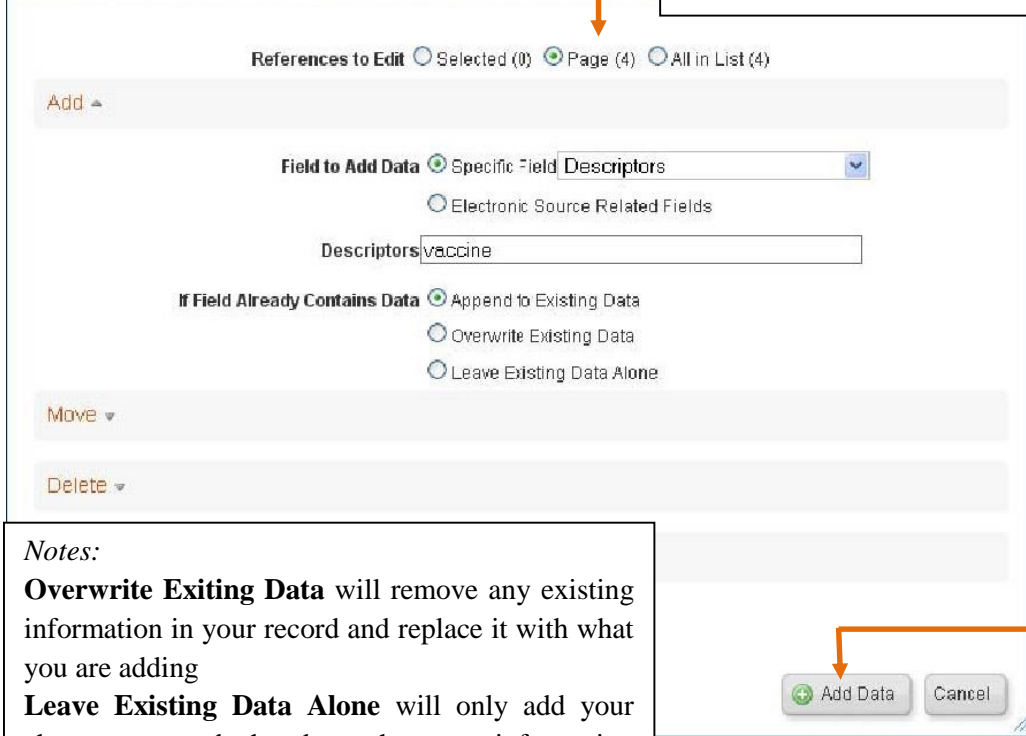 References to Edit Selected (0) Page (4) All in List (4)
Add
Field to Add Data Specific Field Descriptors
Electronic Source Related Fields
Descriptors vaccine
If Field Already Contains Data Append to Existing Data
Overwrite Existing Data
Leave Existing Data Alone
Move
Delete
Notes:
Overwrite Exiting Data will remove any existing
information in your record and replace it with what
you are adding
Leave Existing Data Alone will only add your
Add Data Cancel